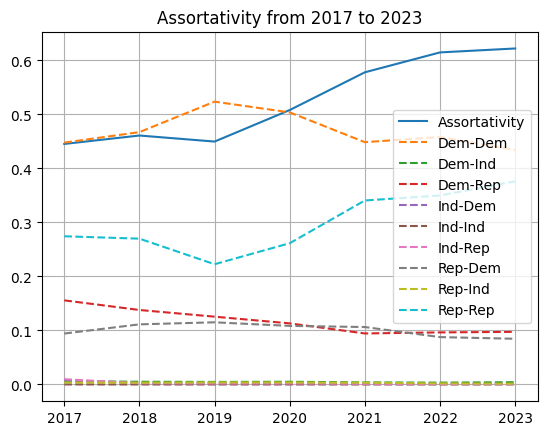 Assortativity from 2017 to 2023
0.6
0.5
0.4
0.3
0.2
0.1
0.0
2017 2018 2019 2020 2021 2022 2023
Assortativity
Dem-Dem
Dem-Ind
Dem-Rep
Ind-Dem
Ind-Ind
Ind-Rep
Rep-Dem
Rep-Ind
Rep-Rep